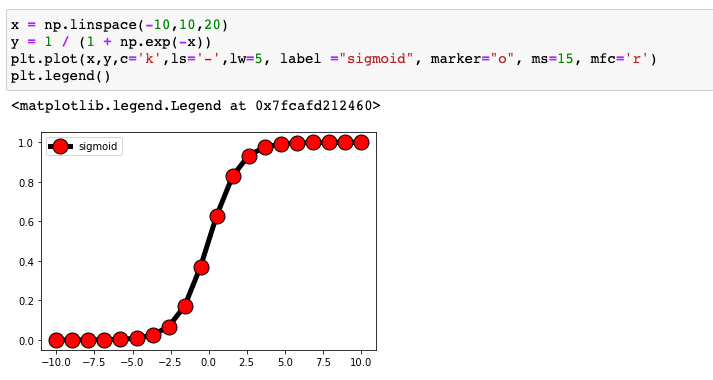 x = np.linspace(-10,10,20)
y = 1 / (1 + np.exp(-x))
plt.plot(x,y,c='k',ls='-',lw=5, label ="sigmoid", marker="o", ms=15, mfc='r')
plt.legend()
<matplotlib.legend.Legend at 0x7fcafd212460>
sigmoid
1.0
0.8
0.6
0.4
0.2
0.0
−10.0 −7.5 −5.0 −2.5 0.0 2.5 5.0 7.5 10.0